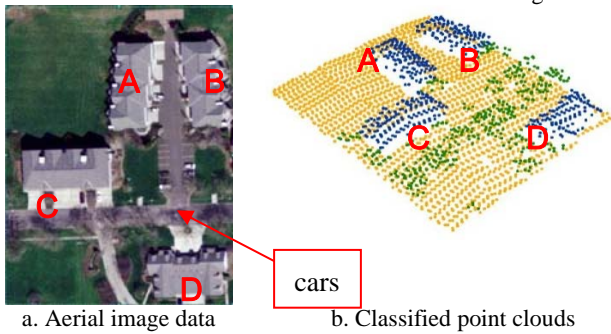 A
B
C
D
A
B
C
D
cars
a. Aerial image data
b. Classified point clouds